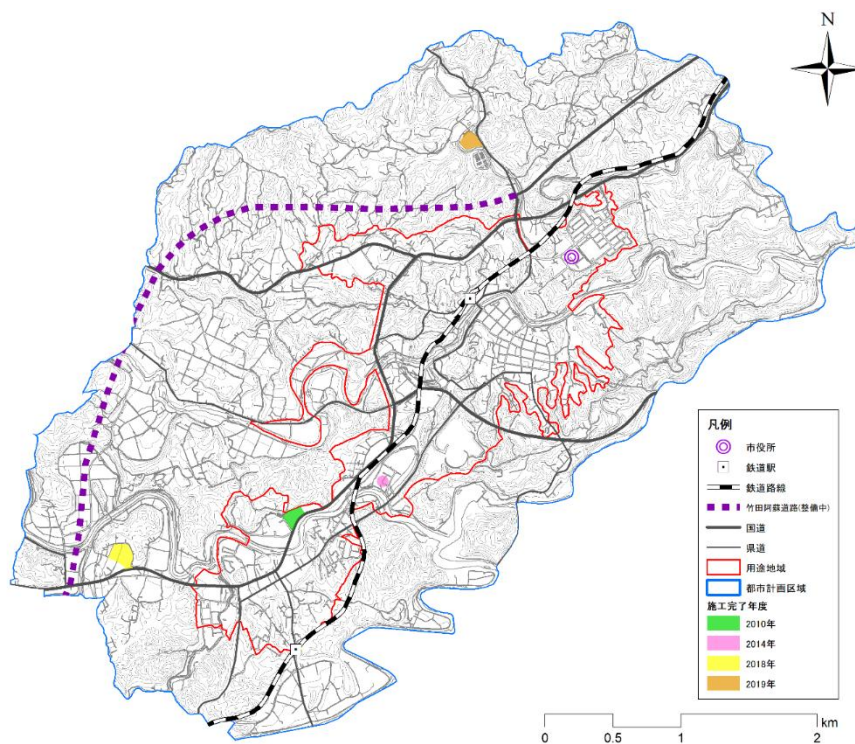 N
凡例
市役所
鉄道駅
鉄道路線
竹田阿蘇道路(整備中)
国道
県道
用途地域
都市計画区域
施工完了年度
2010年
2014年
2018年
2019年
km
0 0.5 1 2